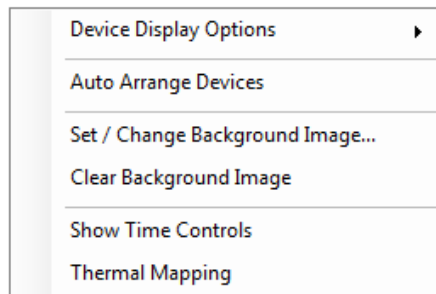 Device Display Options
Auto Arrange Devices
Set / Change Background Image...
Clear Background Image
Show Time Controls
Thermal Mapping